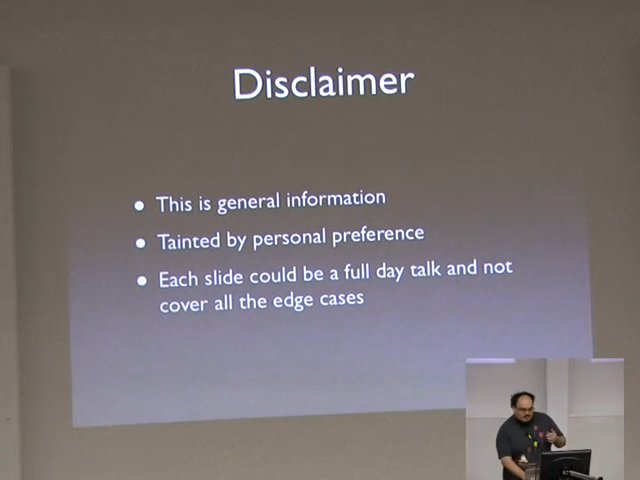 Disclaimer
• This is general information
• Tainted by personal preference
• Each slide could be a full day talk and not
cover all the edge cases